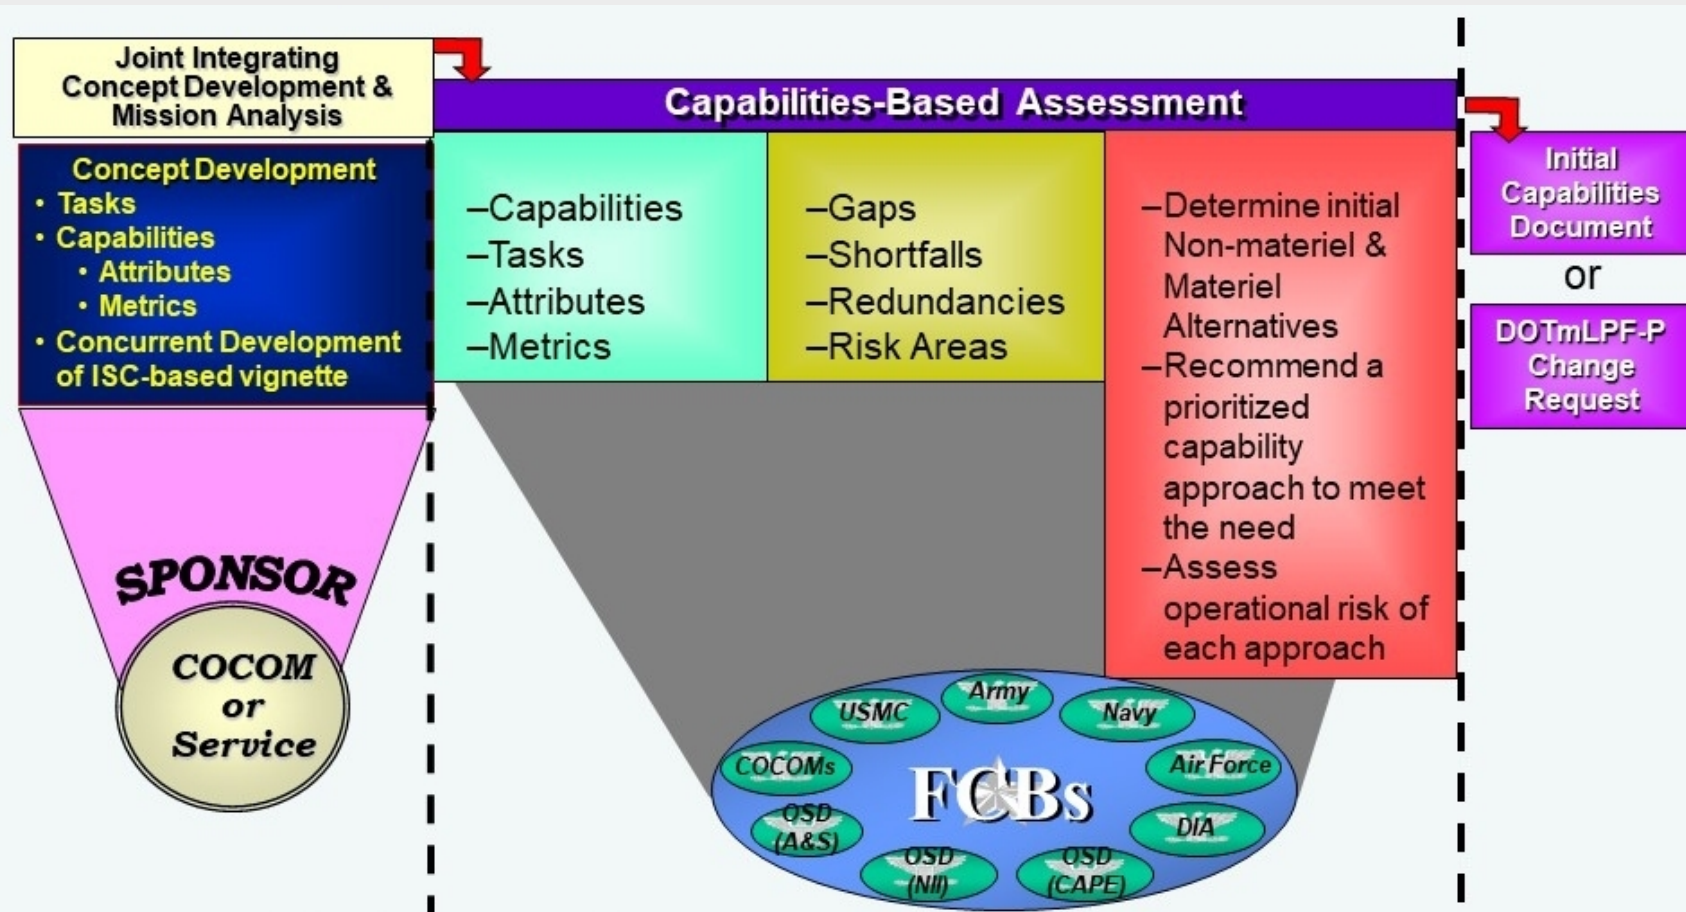 Joint Integrating
Concept Development &
Mission Analysis
Concept Development
• Tasks
• Capabilities
• Attributes
• Metrics
• Concurrent Development
of ISC-based vignette
SPONSOR
COCOM
or
Service
Capabilities-Based Assessment
–Capabilities
–Tasks
–Attributes
–Metrics
–Gaps
–Shortfalls
–Redundancies
–Risk Areas
–Determine initial
Non-materiel &
Materiel
Alternatives
–Recommend a
prioritized
capability
approach to meet
the need
–Assess
operational risk of
each approach
Initial
Capabilities
Document
or
DOTmLPF-P
Change
Request
FCBs
Army
USMC
Navy
COCOMs
Air Force
OSD
(A&S)
DIA
OSD
(NII)
OSD
(CAPE)